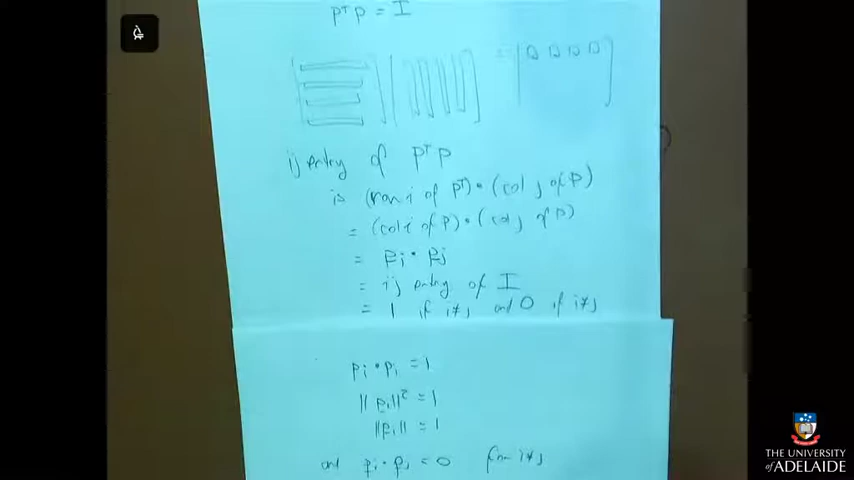 PᵀP = I
ij entry of PᵀP
is (row i of Pᵀ) • (col j of P)
= (col i of P) • (col j of P)
= pi • pj
= ij entry of I
= 1 if i≠j and 0 if i≠j
pi • pi = 1
||pi||² = 1
||pi|| = 1
and pi • pj = 0 for i≠j
THE UNIVERSITY
of ADELAIDE